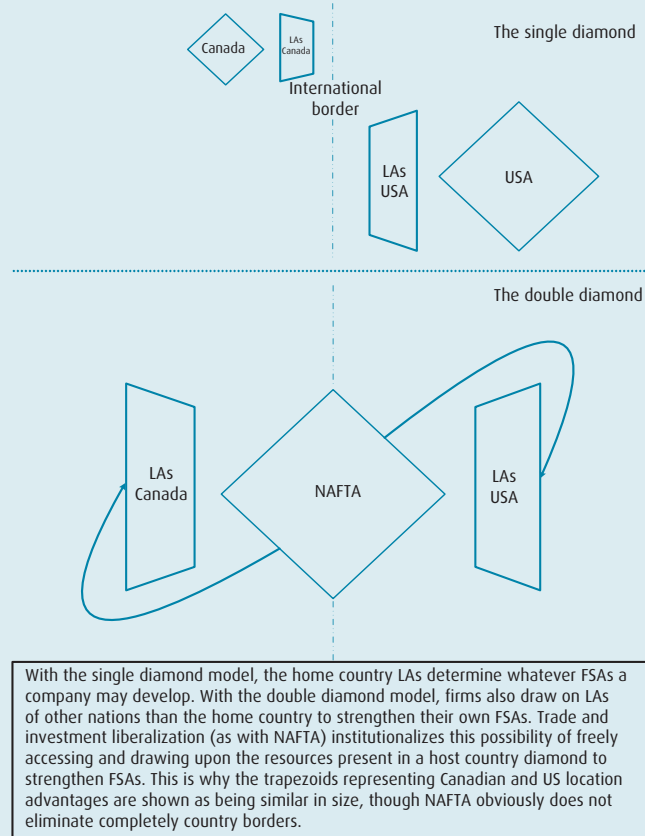 The single diamond
Canada
LAs
Canada
International
border
LAs
USA
USA
The double diamond
LAs
Canada
NAFTA
LAs
USA
With the single diamond model, the home country LAs determine whatever FSAs a
company may develop. With the double diamond model, firms also draw on LAs
of other nations than the home country to strengthen their own FSAs. Trade and
investment liberalization (as with NAFTA) institutionalizes this possibility of freely
accessing and drawing upon the resources present in a host country diamond to
strengthen FSAs. This is why the trapezoids representing Canadian and US location
advantages are shown as being similar in size, though NAFTA obviously does not
eliminate completely country borders.